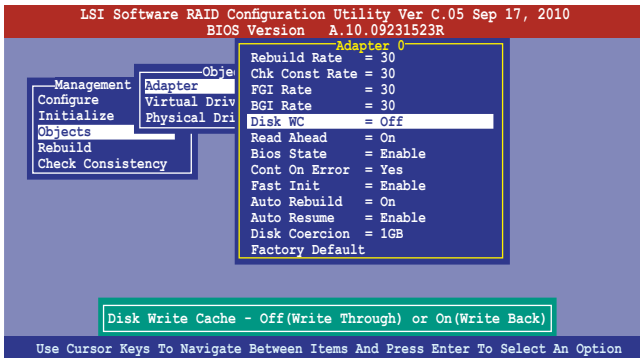 LSI Software RAID Configuration Utility Ver C.05 Sep 17, 2010
BIOS Version A.10.09231523R
Management
Configure
Initialize
Objects
Rebuild
Check Consistency
Obje
Adapter
Virtual Driv
Physical Dri
Adapter 0
Rebuild Rate = 30
Chk Const Rate = 30
FGI Rate = 30
BGI Rate = 30
Disk WC = Off
Read Ahead = On
Bios State = Enable
Cont On Error = Yes
Fast Init = Enable
Auto Rebuild = On
Auto Resume = Enable
Disk Coercion = 1GB
Factory Default
Disk Write Cache - Off(Write Through) or On(Write Back)
Use Cursor Keys To Navigate Between Items And Press Enter To Select An Option